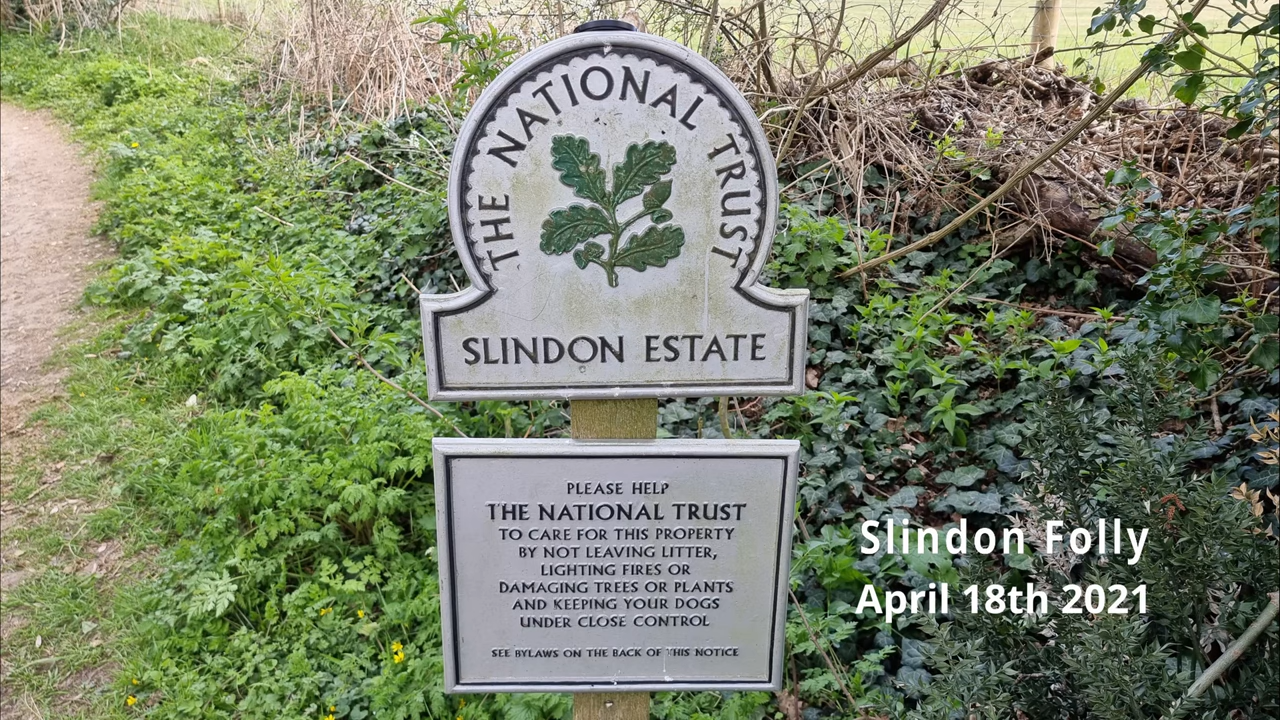 THE NATIONAL TRUST
SLINDON ESTATE
PLEASE HELP
THE NATIONAL TRUST
TO CARE FOR THIS PROPERTY
BY NOT LEAVING LITTER,
LIGHTING FIRES OR
DAMAGING TREES OR PLANTS
AND KEEPING YOUR DOGS
UNDER CLOSE CONTROL
SEE BYLAWS ON THE BACK OF THIS NOTICE
Slindon Folly
April 18th 2021